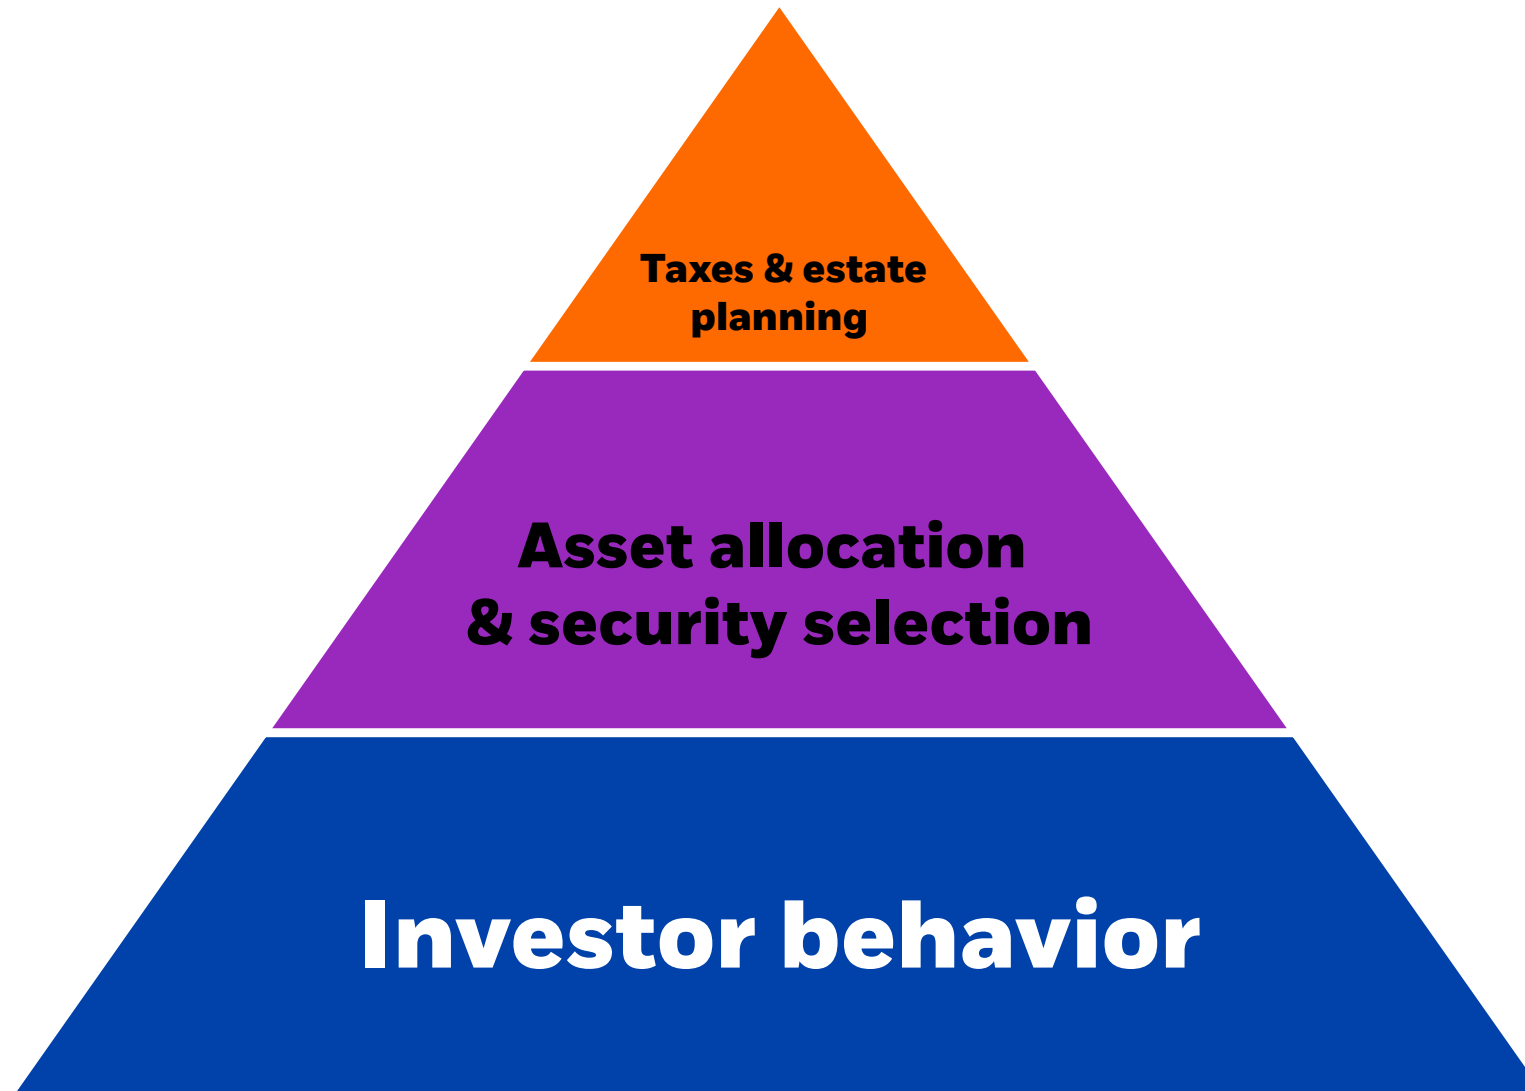 Taxes & estate
planning
Asset allocation
& security selection
Investor behavior